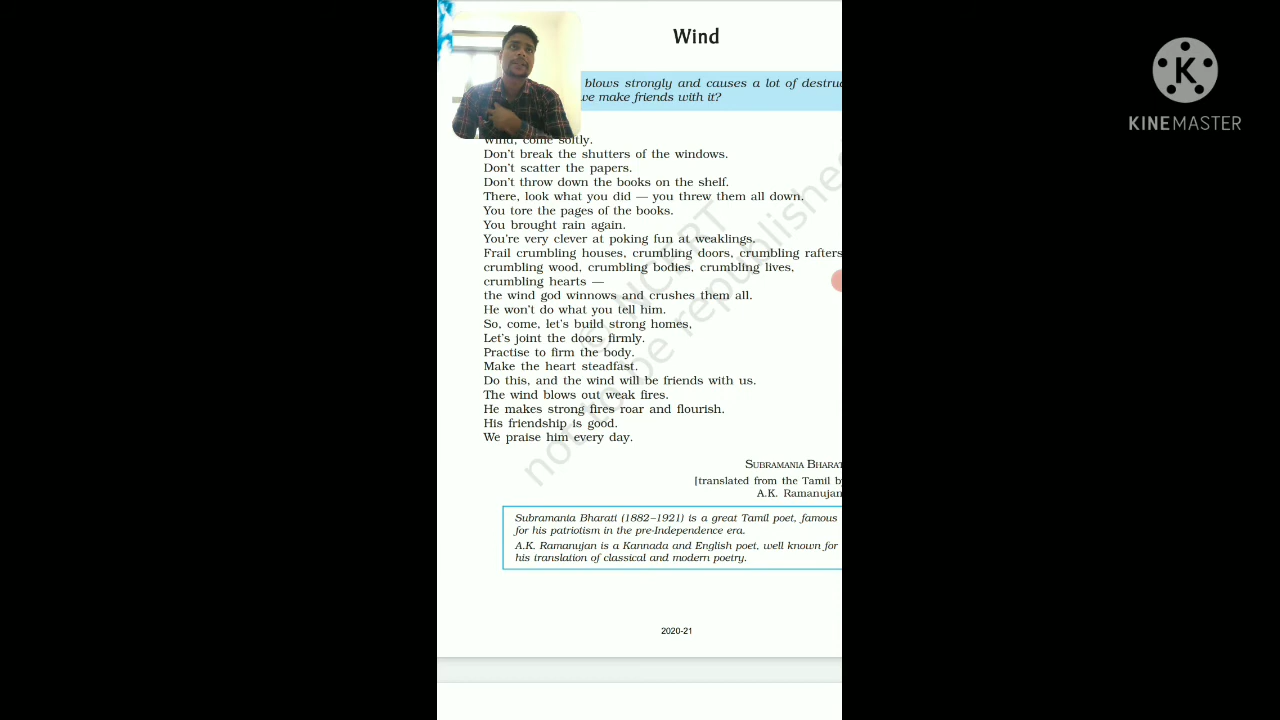 Wind
blows strongly and causes a lot of
we make friends with it?
Wind, come softly.
Don't break the shutters of the windows.
Don't scatter the papers.
Don't throw down the books on the shelf.
There, look what you did — you threw them all down.
You tore the pages of the books.
You brought rain again.
You're very clever at poking fun at weaklings.
Frail crumbling houses, crumbling doors, crumbling rafters
crumbling wood, crumbling bodies, crumbling lives,
crumbling hearts —
the wind god winnows and crushes them all.
He won't do what you tell him.
So, come, let's build strong homes,
Let's joint the doors firmly.
Practise to firm the body.
Make the heart steadfast.
Do this, and the wind will be friends with us.
The wind blows out weak fires.
He makes strong fires roar and flourish.
His friendship is good.
We praise him every day.
SUBRAMANIA BHARAT
[translated from the Tamil b
A.K. Ramanujan
Subramania Bharati (1882–1921) is a great Tamil poet, famous
for his patriotism in the pre-Independence era.
A.K. Ramanujan is a Kannada and English poet, well known for
his translation of classical and modern poetry.
2020-21
© NCERT
not to be republishe
K
KINEMASTER